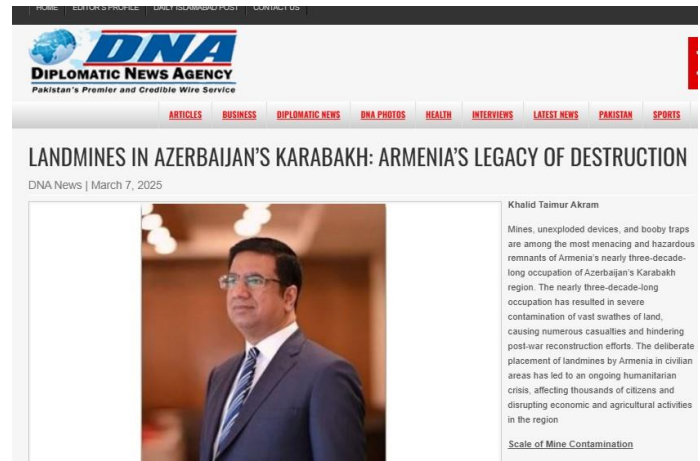 HOME EDITOR'S PROFILE DAILY ISLAMABAD POST CONTACT US
DNA
DIPLOMATIC NEWS AGENCY
Pakistan's Premier and Credible Wire Service
ARTICLES BUSINESS DIPLOMATIC NEWS DNA PHOTOS HEALTH INTERVIEWS LATEST NEWS PAKISTAN SPORTS
LANDMINES IN AZERBAIJAN'S KARABAKH: ARMENIA'S LEGACY OF DESTRUCTION
DNA News | March 7, 2025
Khalid Taimur Akram
Mines, unexploded devices, and booby traps
are among the most menacing and hazardous
remnants of Armenia's nearly three-decade-
long occupation of Azerbaijan's Karabakh
region. The nearly three-decade-long
occupation has resulted in severe
contamination of vast swathes of land,
causing numerous casualties and hindering
post-war reconstruction efforts. The deliberate
placement of landmines by Armenia in civilian
areas has led to an ongoing humanitarian
crisis, affecting thousands of citizens and
disrupting economic and agricultural activities
in the region
Scale of Mine Contamination